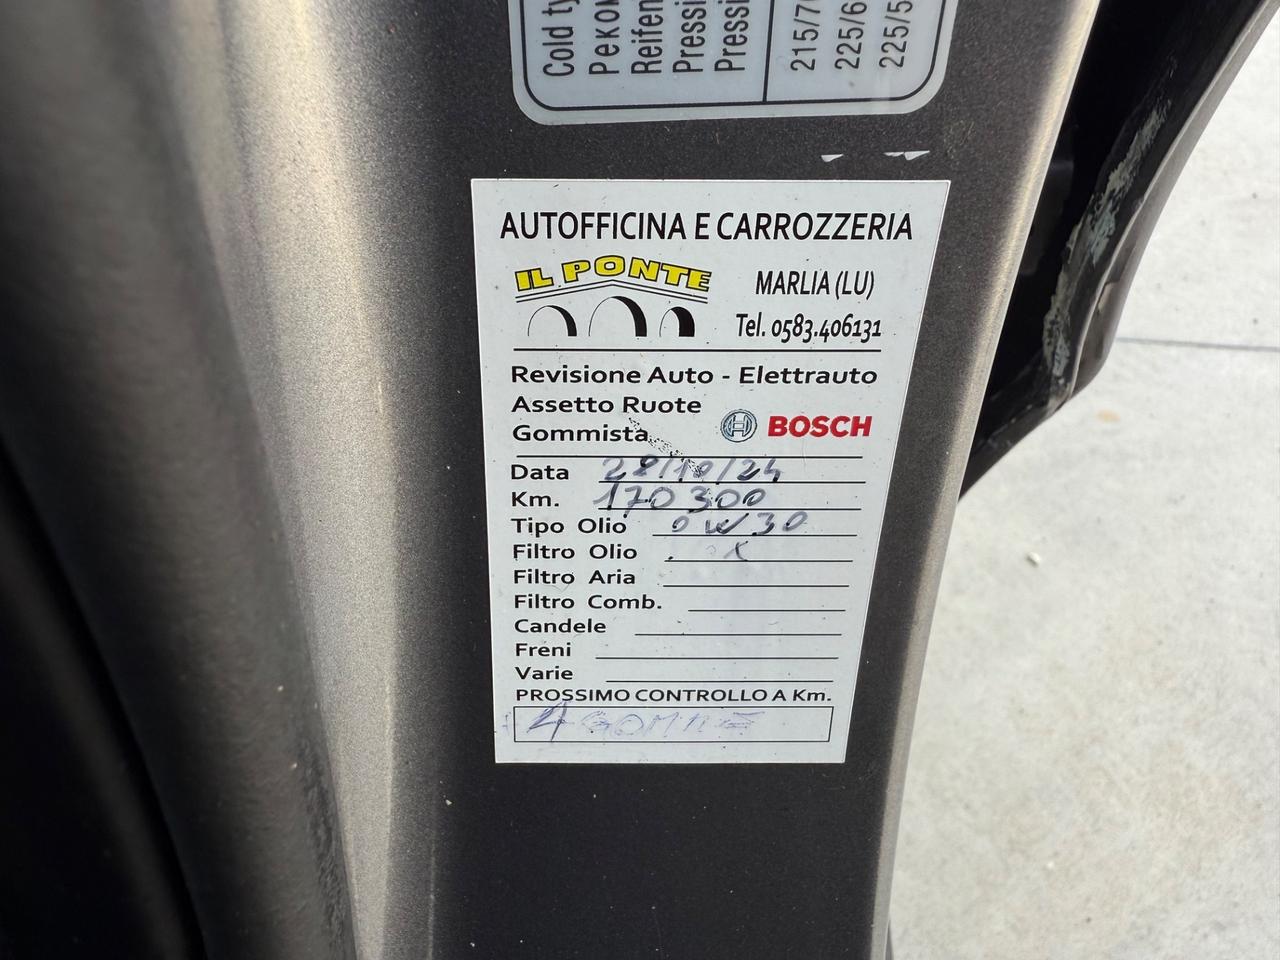 Cold ty
Реком
Reifen
Pressi
Pressi
215/70
225/6
225/5
AUTOFFICINA E CARROZZERIA
IL PONTE
MARLIA (LU)
Tel. 0583.406131
Revisione Auto - Elettrauto
Assetto Ruote
Gommista
BOSCH
Data 28/10/24
Km. 170300
Tipo Olio 0W30
Filtro Olio X
Filtro Aria
Filtro Comb.
Candele
Freni
Varie
PROSSIMO CONTROLLO A Km.
4 GOMME